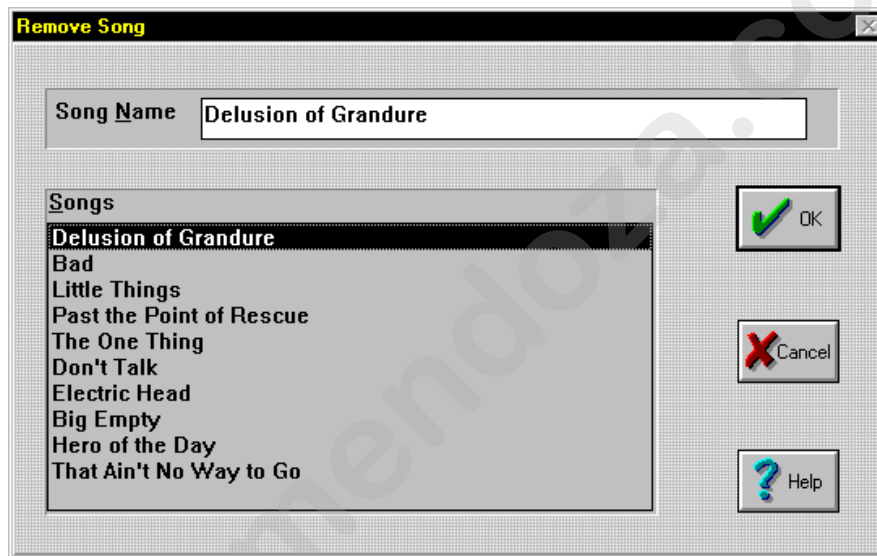 Remove Song
Song Name
Delusion of Grandure
Songs
Delusion of Grandure
Bad
Little Things
Past the Point of Rescue
The One Thing
Don't Talk
Electric Head
Big Empty
Hero of the Day
That Ain't No Way to Go
OK
Cancel
Help
mendoza.co